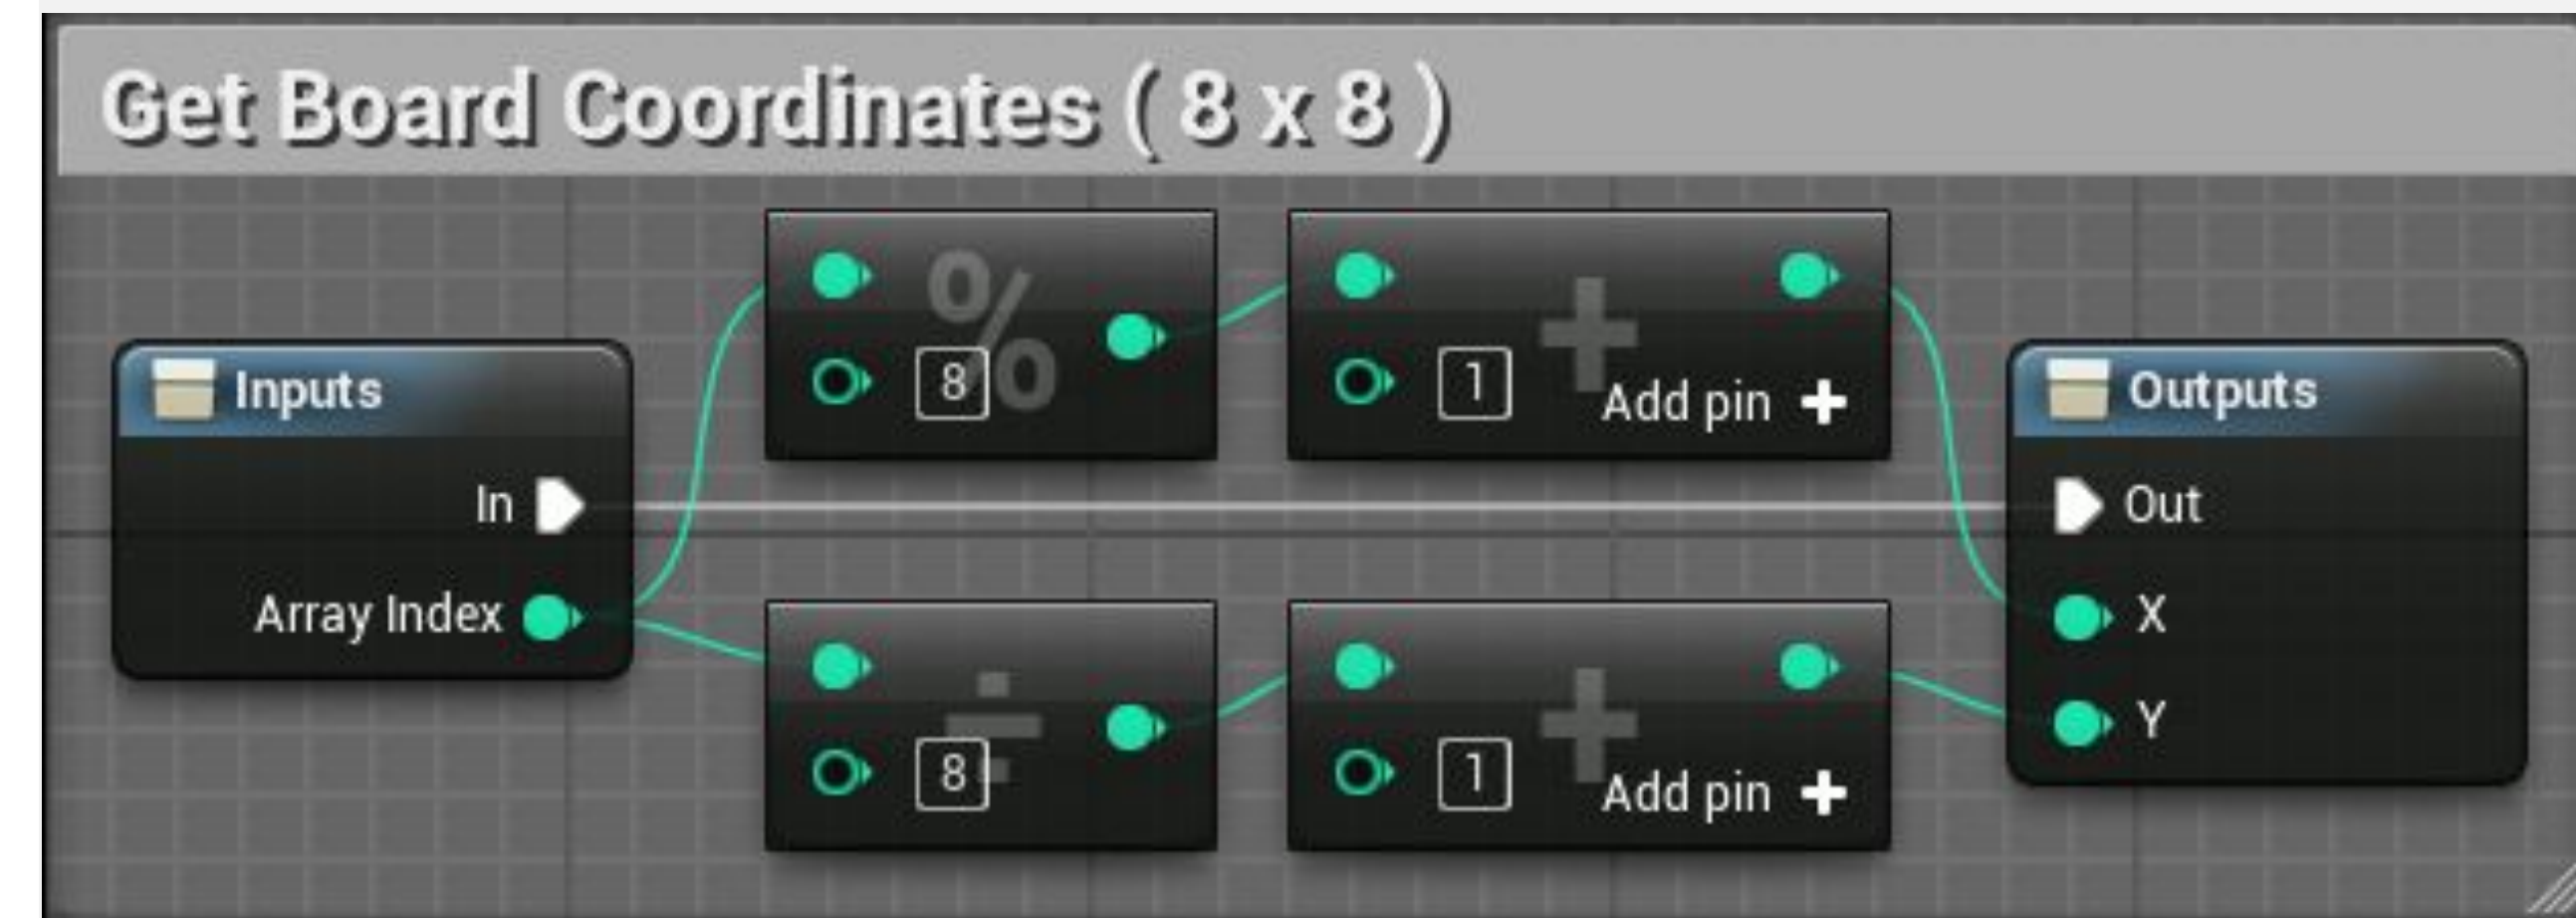 Get Board Coordinates ( 8 x 8 )
%
8
+
1
Add pin +
Inputs
In
Array Index
Outputs
Out
X
Y
÷
8
+
1
Add pin +